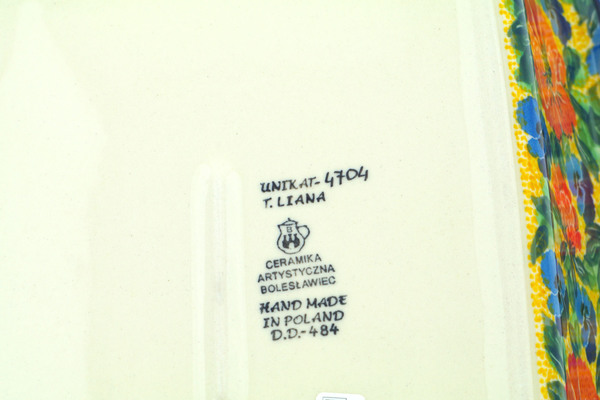 UNIKAT-4704
T. LIANA
B
CERAMIKA
ARTYSTYCZNA
BOLESŁAWIEC
HAND MADE
IN POLAND
D.D.-484